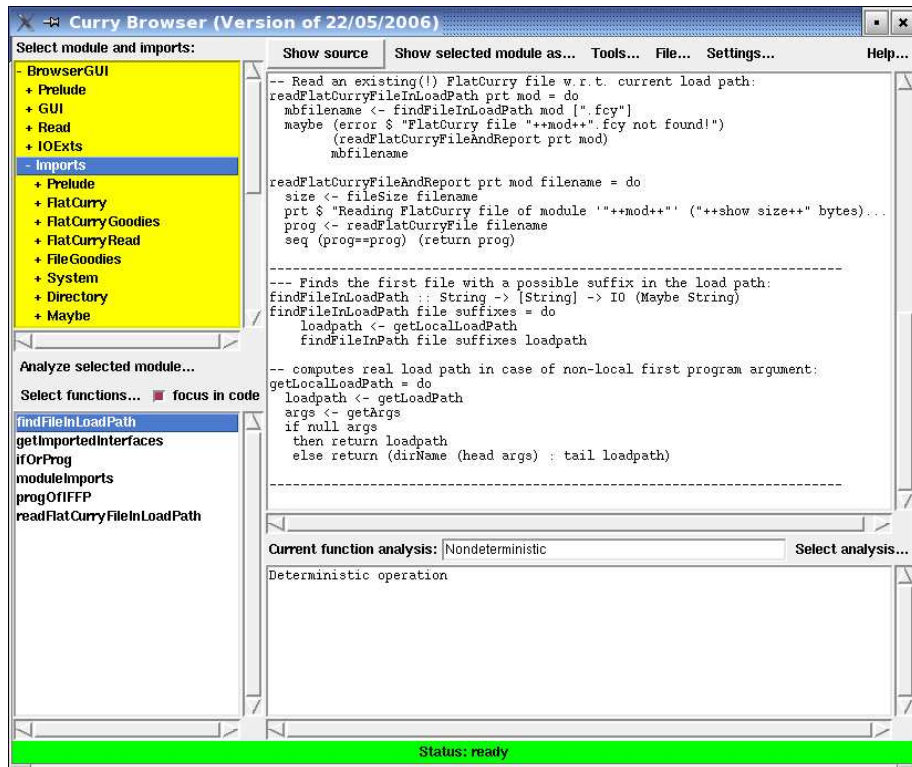 Curry Browser (Version of 22/05/2006)
Select module and imports:
- BrowserGUI
+ Prelude
+ GUI
+ Read
+ IOExts
- Imports
+ Prelude
+ FlatCurry
+ FlatCurryGoodies
+ FlatCurryRead
+ FileGoodies
+ System
+ Directory
+ Maybe
Analyze selected module...
Select functions... focus in code
findFileInLoadPath
getImportedInterfaces
ifOrProg
moduleImports
progOfIFFP
readFlatCurryFileInLoadPath
Show source Show selected module as... Tools... File... Settings... Help...
-- Read an existing(!) FlatCurry file w.r.t. current load path:
readFlatCurryFileInLoadPath prt mod = do
  mbfilename <- findFileInLoadPath mod [".fcy"]
  maybe (error $ "FlatCurry file "++mod++".fcy not found!")
        (readFlatCurryFileAndReport prt mod)
        mbfilename
readFlatCurryFileAndReport prt mod filename = do
  size <- fileSize filename
  prt $ "Reading FlatCurry file of module '"++mod++"' ("++show size++" bytes)...
  prog <- readFlatCurryFile filename
  seq (prog==prog) (return prog)
------------------------------------------------------------------
--- Finds the first file with a possible suffix in the load path:
findFileInLoadPath :: String -> [String] -> IO (Maybe String)
findFileInLoadPath file suffixes = do
    loadpath <- getLocalLoadPath
    findFileInPath file suffixes loadpath
-- computes real load path in case of non-local first program argument:
getLocalLoadPath = do
  loadpath <- getLoadPath
  args <- getArgs
  if null args
   then return loadpath
   else return (dirName (head args) : tail loadpath)
------------------------------------------------------------------
Current function analysis: Nondeterministic Select analysis...
Deterministic operation
Status: ready